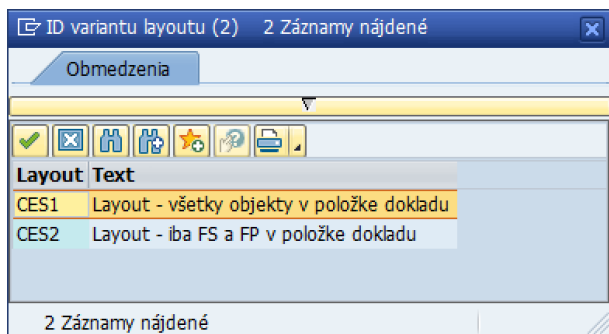 ID variantu layoutu (2) 2 Záznamy nájdené
Obmedzenia
Layout Text
CES1 Layout - všetky objekty v položke dokladu
CES2 Layout - iba FS a FP v položke dokladu
2 Záznamy nájdené